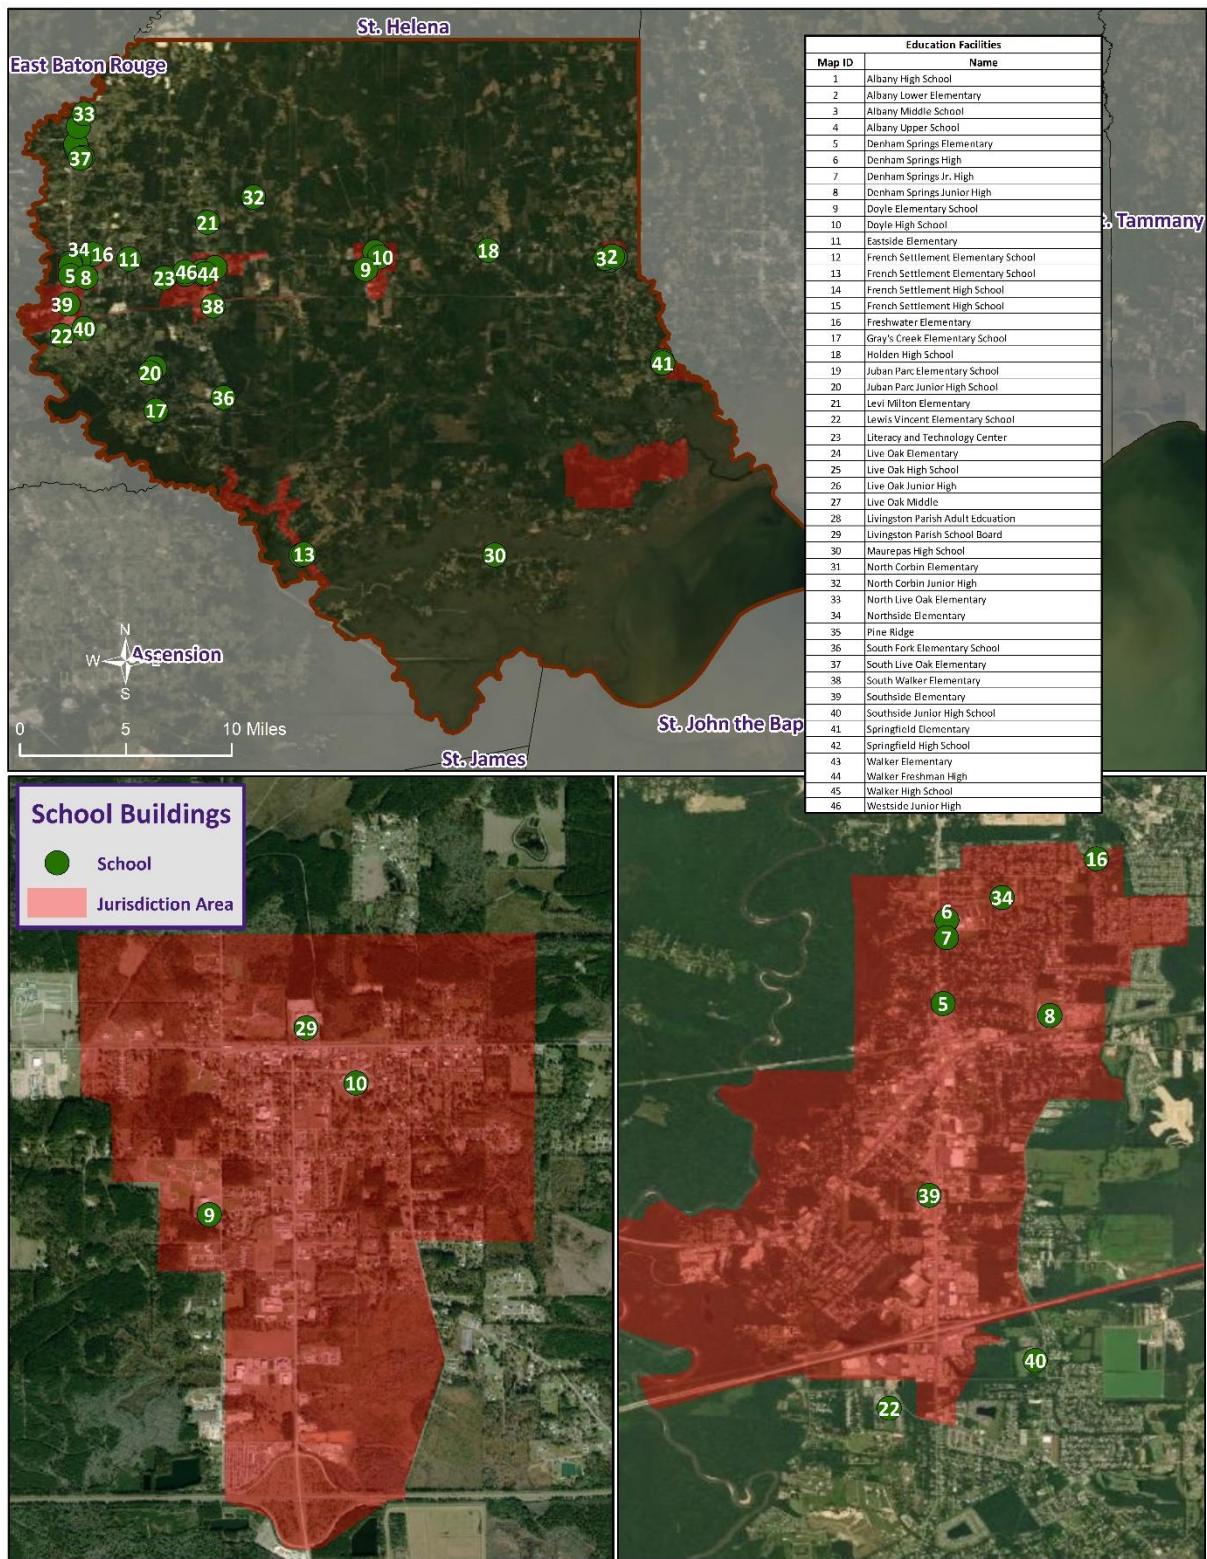 St. Helena
East Baton Rouge
33
37
32
21
34
16
11
5
8
23
46
44
39
38
22
40
20
36
17
9
10
18
3
2
41
13
30
N
W
S
Ascension
0 5 10 Miles
St. James
St. John the Bap
. Tammany
Education Facilities
Map ID Name
1 Albany High School
2 Albany Lower Elementary
3 Albany Middle School
4 Albany Upper School
5 Denham Springs Elementary
6 Denham Springs High
7 Denham Springs Jr. High
8 Denham Springs Junior High
9 Doyle Elementary School
10 Doyle High School
11 Eastside Elementary
12 French Settlement Elementary School
13 French Settlement Elementary School
14 French Settlement High School
15 French Settlement High School
16 Freshwater Elementary
17 Gray's Creek Elementary School
18 Holden High School
19 Juban Parc Elementary School
20 Juban Parc Junior High School
21 Levi Milton Elementary
22 Lewis Vincent Elementary School
23 Literacy and Technology Center
24 Live Oak Elementary
25 Live Oak High School
26 Live Oak Junior High
27 Live Oak Middle
28 Livingston Parish Adult Edcuation
29 Livingston Parish School Board
30 Maurepas High School
31 North Corbin Elementary
32 North Corbin Junior High
33 North Live Oak Elementary
34 Northside Elementary
35 Pine Ridge
36 South Fork Elementary School
37 South Live Oak Elementary
38 South Walker Elementary
39 Southside Elementary
40 Southside Junior High School
41 Springfield Elementary
42 Springfield High School
43 Walker Elementary
44 Walker Freshman High
45 Walker High School
46 Westside Junior High
School Buildings
School
Jurisdiction Area
29
10
9
16
34
6
7
5
8
39
40
22